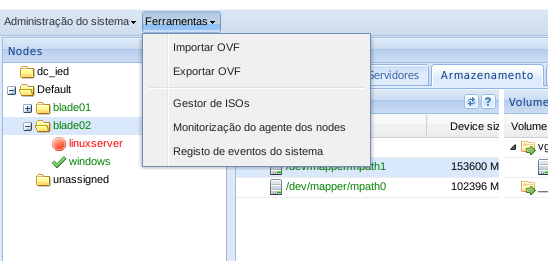 Administração do sistema Ferramentas
Importar OVF
Exportar OVF
Gestor de ISOs
Monitorização do agente dos nodes
Registo de eventos do sistema
Nodes
dc_ied
Default
blade01
blade02
linuxserver
windows
unassigned
Servidores Armazenamento
Volum
Device siz Volume
/dev/mapper/mpath1 153600 M
/dev/mapper/mpath0 102396 M
vg